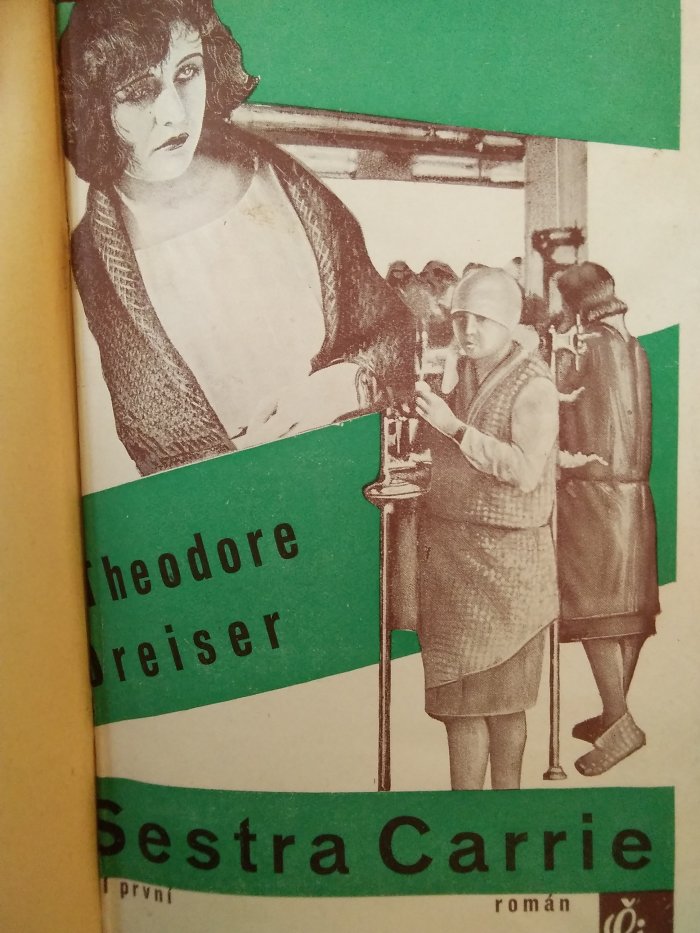 Theodore
Dreiser
Sestra Carrie
první
román